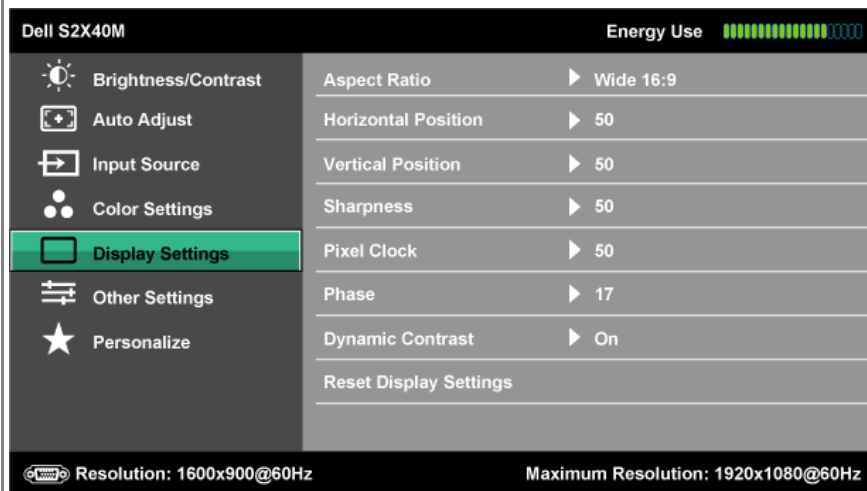 Dell S2X40M Energy Use
Brightness/Contrast Aspect Ratio Wide 16:9
Auto Adjust Horizontal Position 50
Input Source Vertical Position 50
Color Settings Sharpness 50
Display Settings Pixel Clock 50
Other Settings Phase 17
Personalize Dynamic Contrast On
Reset Display Settings
Resolution: 1600x900@60Hz Maximum Resolution: 1920x1080@60Hz